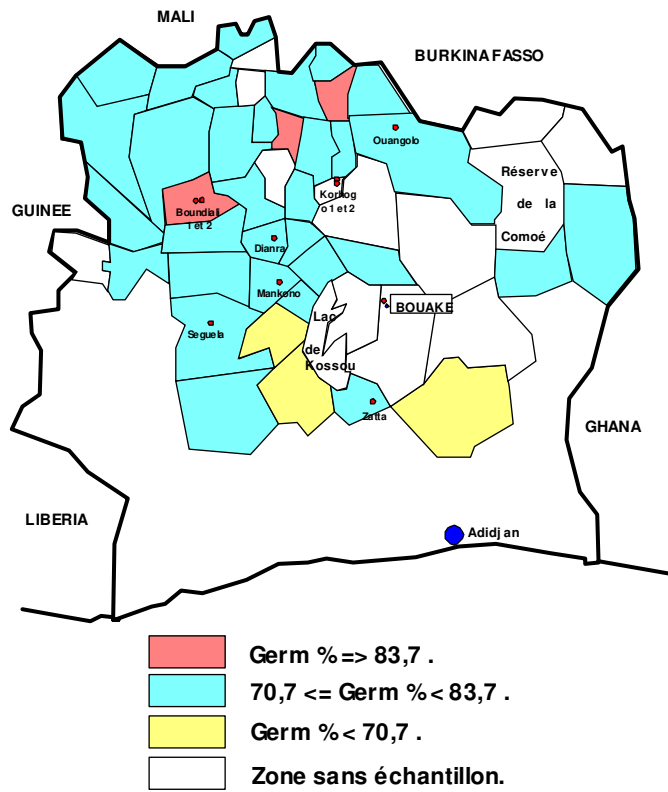 MALI
BURKINA FASSO
Ouangolo
Réserve
de la
Comoé
Korhog
o 1 et 2
GUINEE
Boundiali
1 et 2
Dianra
Mankono
BOUAKE
Lac
de
Kossou
Seguela
Zatta
GHANA
LIBERIA
Adidjan
Germ % => 83,7 .
70,7 <= Germ % < 83,7 .
Germ % < 70,7 .
Zone sans échantillon.